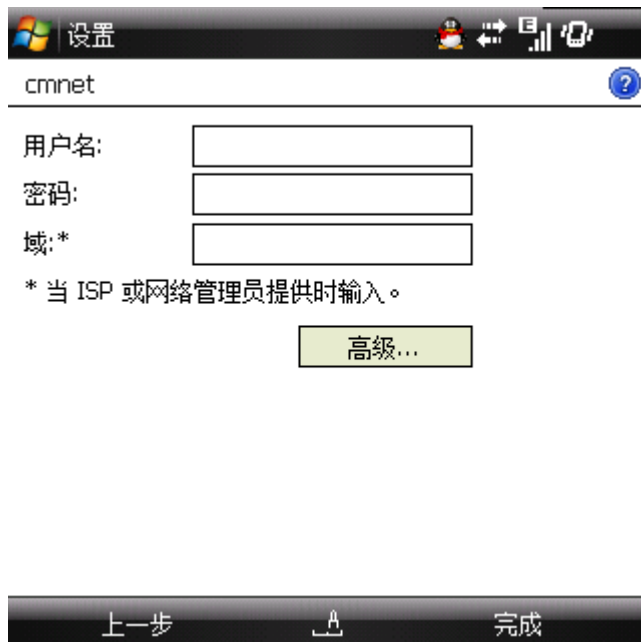 设置
E
cmnet
?
用户名:
密码:
域:*
* 当 ISP 或网络管理员提供时输入。
高级...
上一步
完成